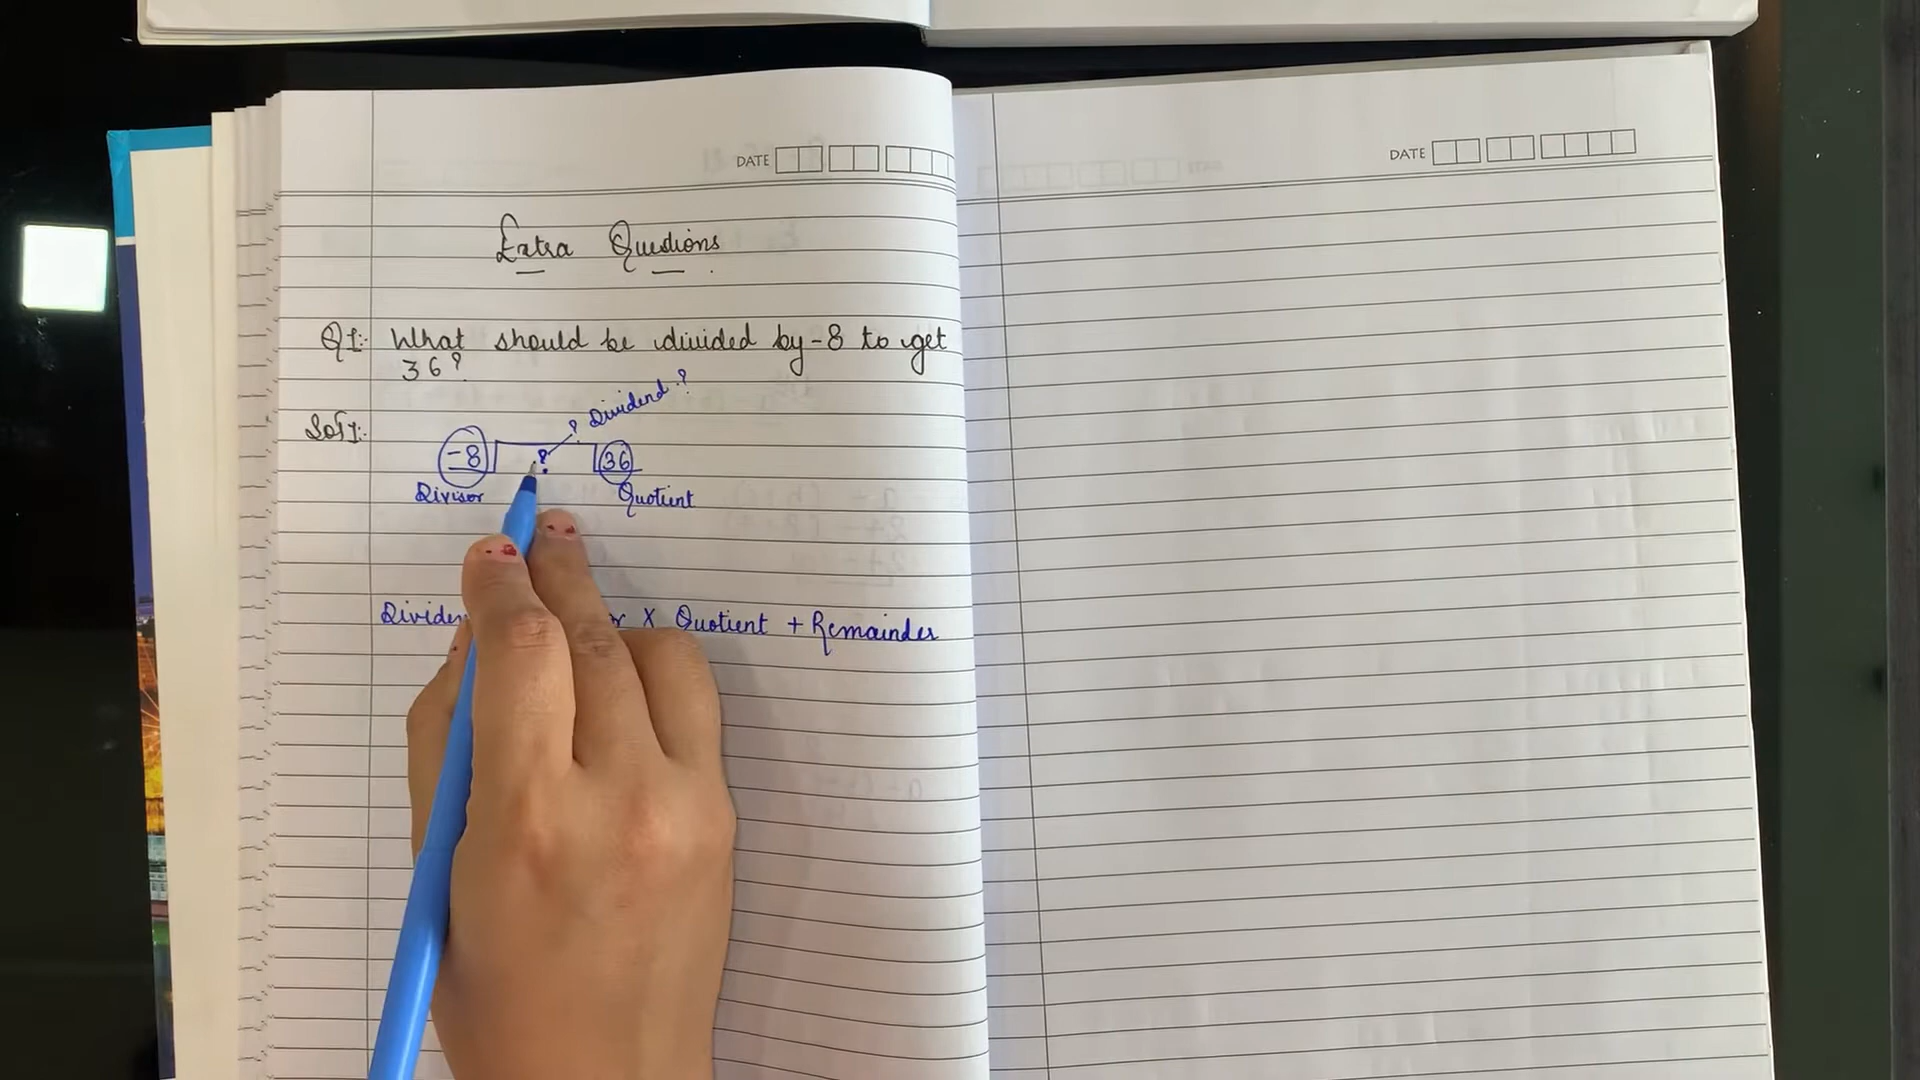 DATE
DATE
Extra Questions
Q1:- What should be divided by -8 to get
36?
? Dividend ?
Sol1:-
-8 ? 36
Divisor Quotient
X Quotient + Remainder